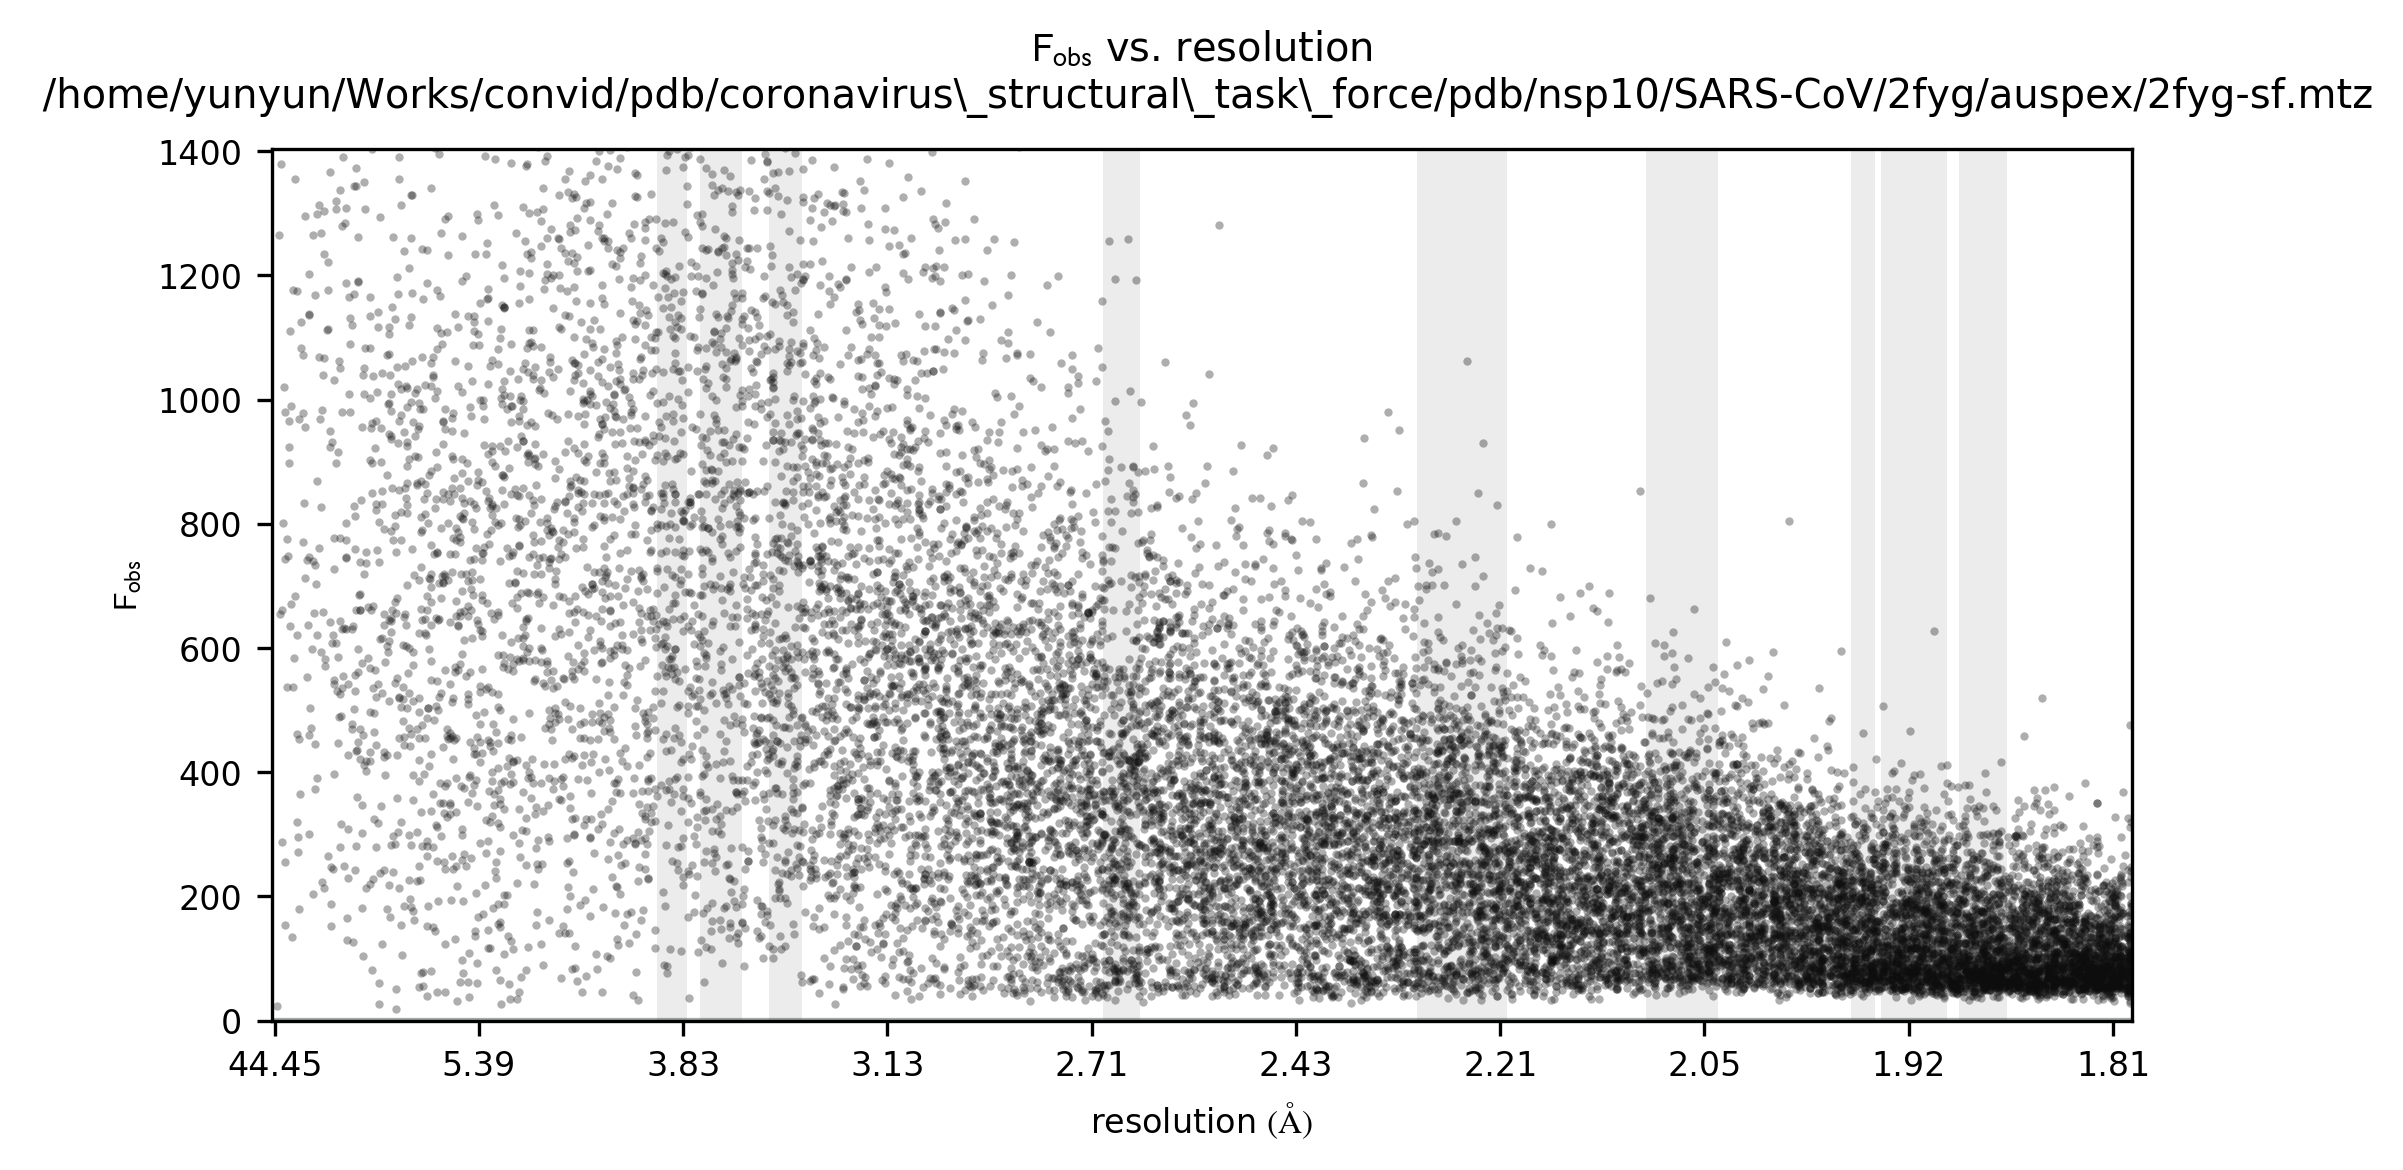 F_obs vs. resolution
/home/yunyun/Works/convid/pdb/coronavirus\_structural\_task\_force/pdb/nsp10/SARS-CoV/2fyg/auspex/2fyg-sf.mtz
1400
1200
1000
800
600
400
200
0
F_obs
44.45 5.39 3.83 3.13 2.71 2.43 2.21 2.05 1.92 1.81
resolution (Å)